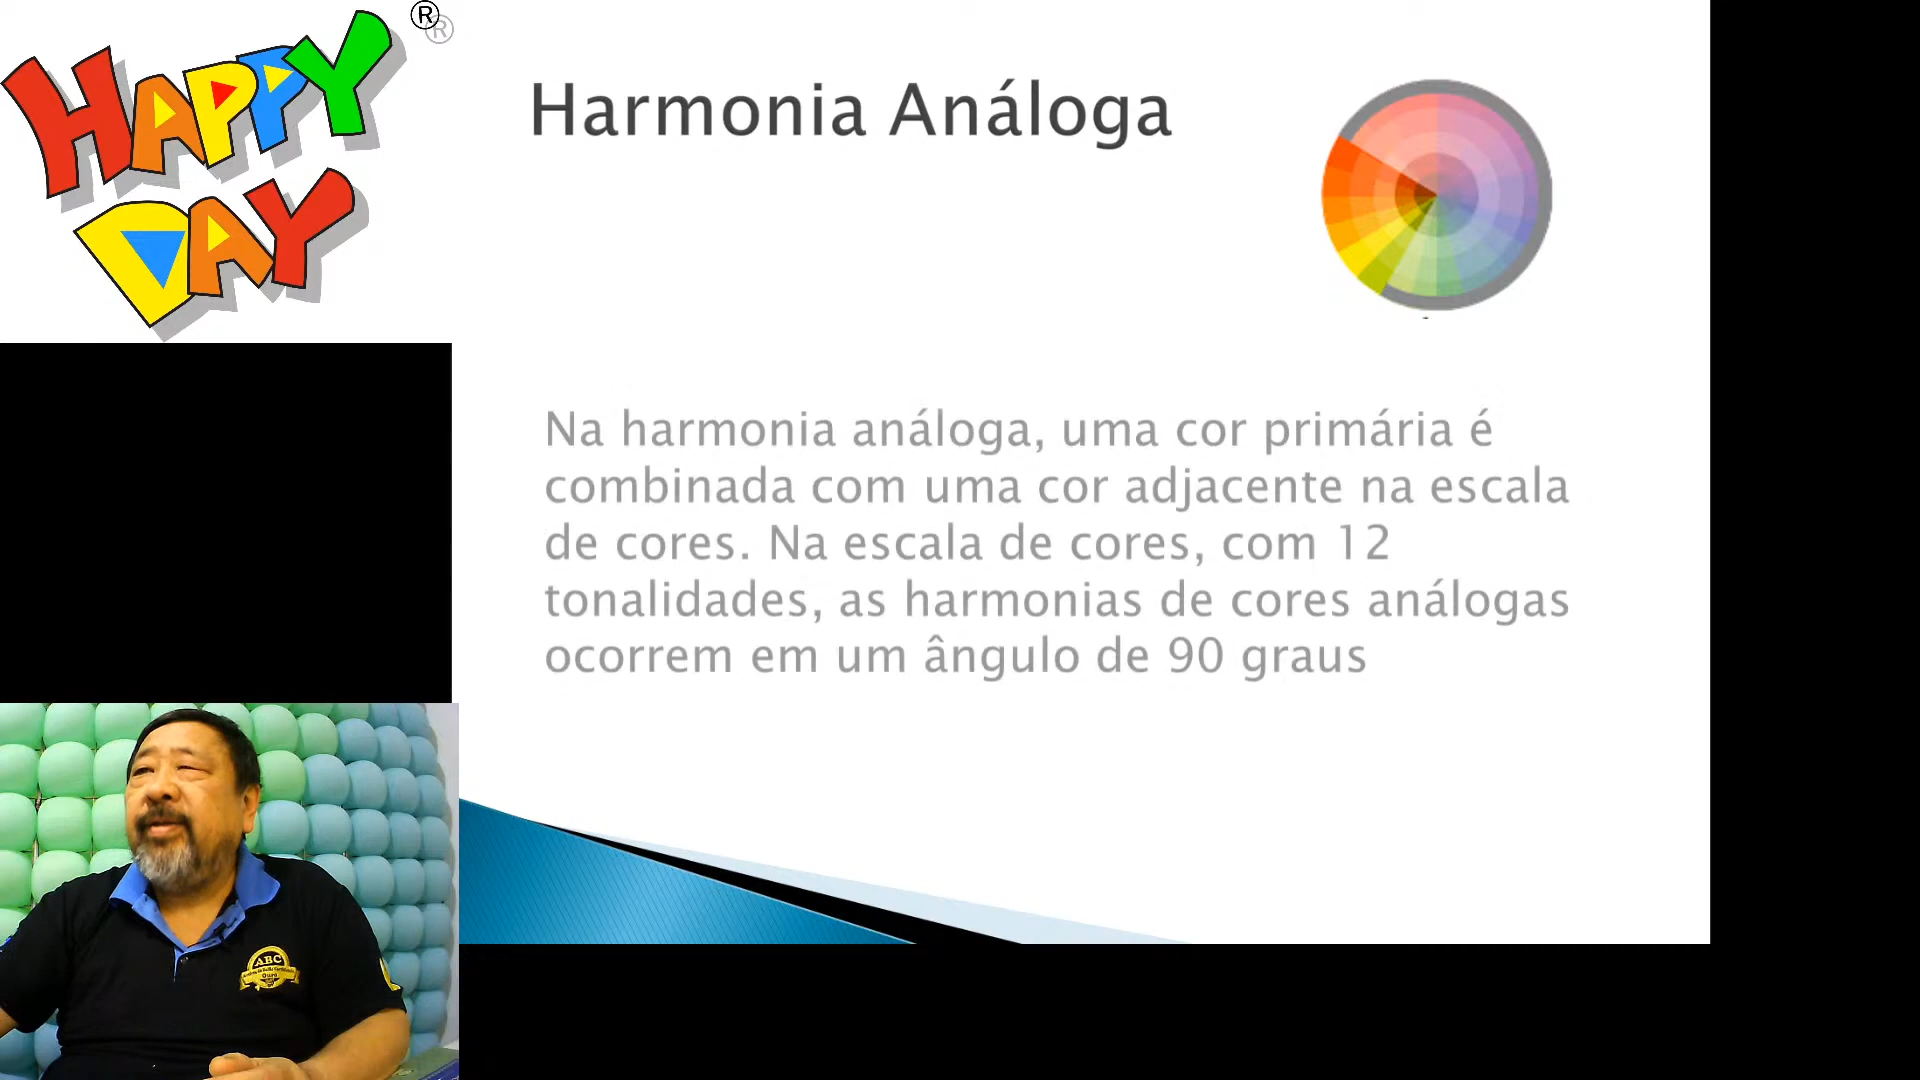 HAPPY
DAY
®
Harmonia Análoga
Na harmonia análoga, uma cor primária é
combinada com uma cor adjacente na escala
de cores. Na escala de cores, com 12
tonalidades, as harmonias de cores análogas
ocorrem em um ângulo de 90 graus
ABC
Ouro